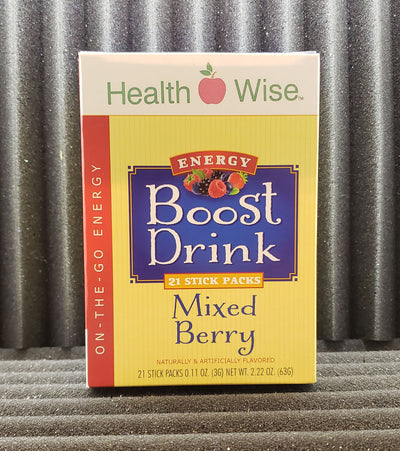 Health Wise™
ENERGY
Boost
Drink
21 STICK PACKS
Mixed
Berry
NATURALLY & ARTIFICIALLY FLAVORED
21 STICK PACKS 0.11 OZ. (3G) NET WT. 2.22 OZ. (63G)
ON-THE-GO ENERGY